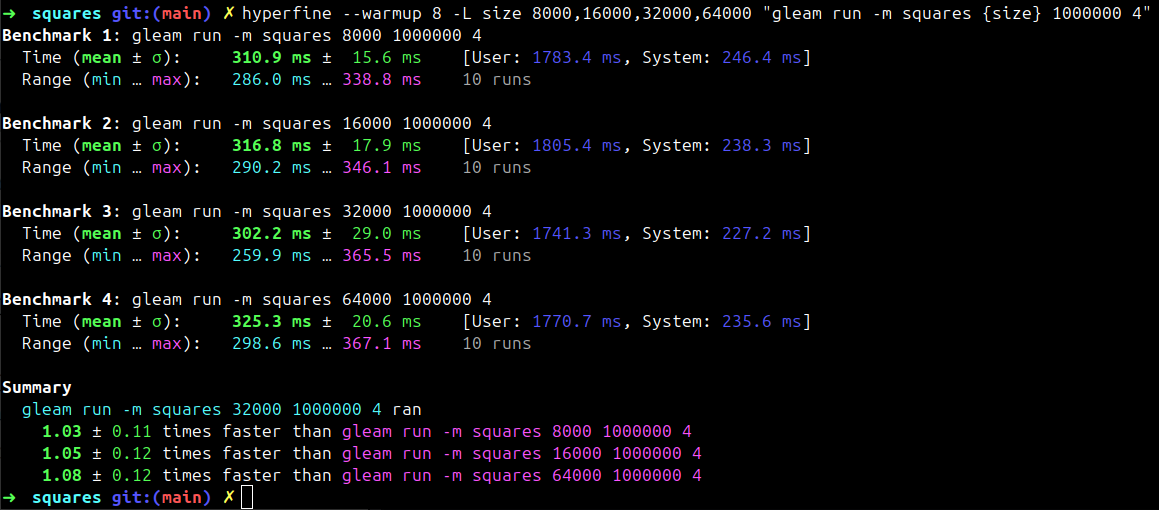 ➜  squares git:(main) ✗ hyperfine --warmup 8 -L size 8000,16000,32000,64000 "gleam run -m squares {size} 1000000 4"
Benchmark 1: gleam run -m squares 8000 1000000 4
  Time (mean ± σ):     310.9 ms ±  15.6 ms    [User: 1783.4 ms, System: 246.4 ms]
  Range (min … max):   286.0 ms … 338.8 ms    10 runs

Benchmark 2: gleam run -m squares 16000 1000000 4
  Time (mean ± σ):     316.8 ms ±  17.9 ms    [User: 1805.4 ms, System: 238.3 ms]
  Range (min … max):   290.2 ms … 346.1 ms    10 runs

Benchmark 3: gleam run -m squares 32000 1000000 4
  Time (mean ± σ):     302.2 ms ±  29.0 ms    [User: 1741.3 ms, System: 227.2 ms]
  Range (min … max):   259.9 ms … 365.5 ms    10 runs

Benchmark 4: gleam run -m squares 64000 1000000 4
  Time (mean ± σ):     325.3 ms ±  20.6 ms    [User: 1770.7 ms, System: 235.6 ms]
  Range (min … max):   298.6 ms … 367.1 ms    10 runs

Summary
  gleam run -m squares 32000 1000000 4 ran
    1.03 ± 0.11 times faster than gleam run -m squares 8000 1000000 4
    1.05 ± 0.12 times faster than gleam run -m squares 16000 1000000 4
    1.08 ± 0.12 times faster than gleam run -m squares 64000 1000000 4
➜  squares git:(main) ✗